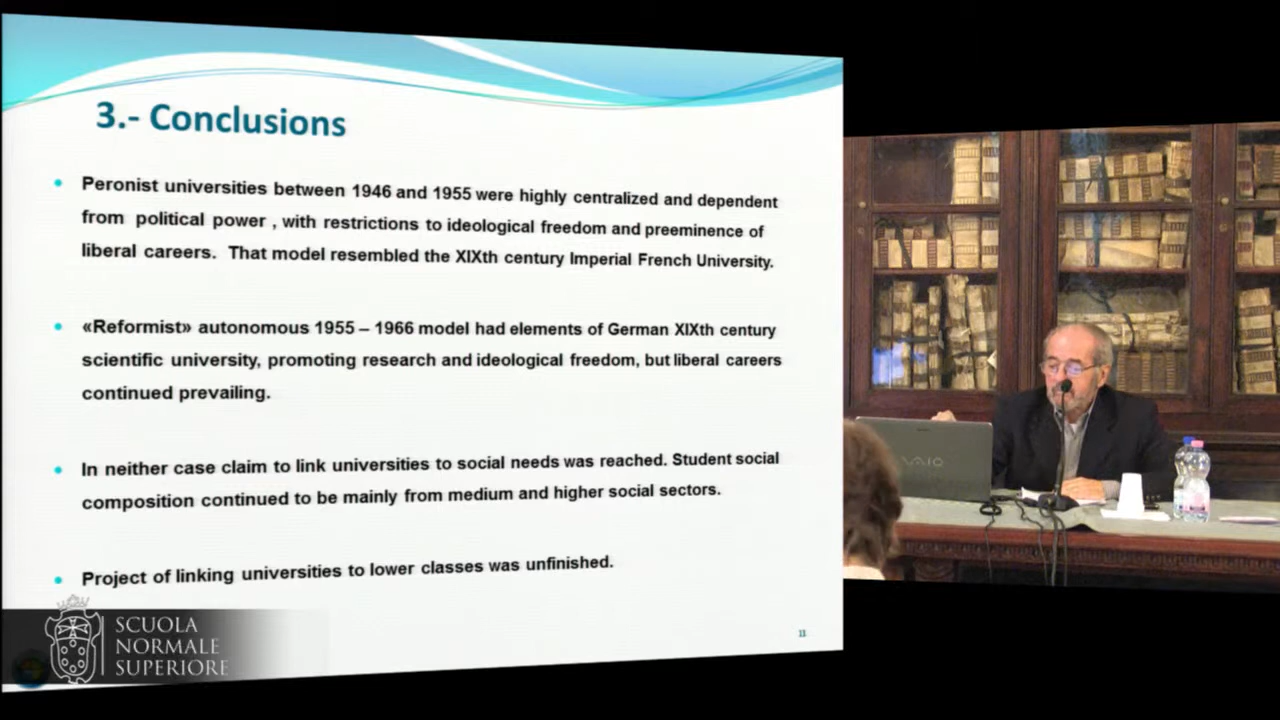 3.- Conclusions
Peronist universities between 1946 and 1955 were highly centralized and dependent
from political power , with restrictions to ideological freedom and preeminence of
liberal careers. That model resembled the XIXth century Imperial French University.
«Reformist» autonomous 1955 – 1966 model had elements of German XIXth century
scientific university, promoting research and ideological freedom, but liberal careers
continued prevailing.
In neither case claim to link universities to social needs was reached. Student social
composition continued to be mainly from medium and higher social sectors.
Project of linking universities to lower classes was unfinished.
11
SCUOLA
NORMALE
SUPERIORE
VAIO